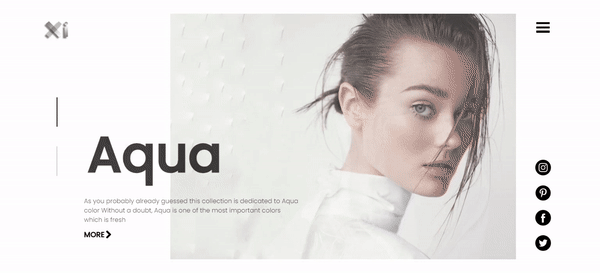 Xi
Aqua
As you probably already guessed this collection is dedicated to Aqua
color Without a doubt, Aqua is one of the most important colors
which is fresh
MORE